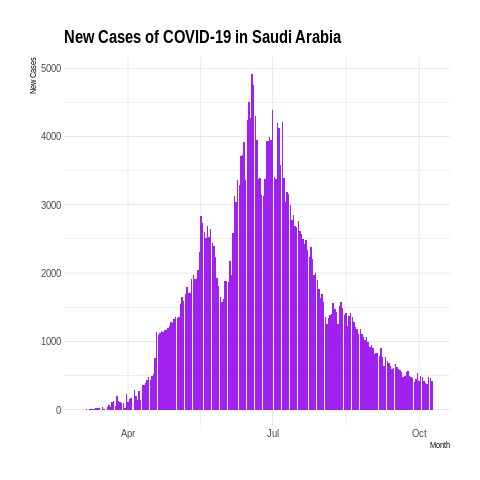 New Cases of COVID-19 in Saudi Arabia
New Cases
5000
4000
3000
2000
1000
0
Apr
Jul
Oct
Month